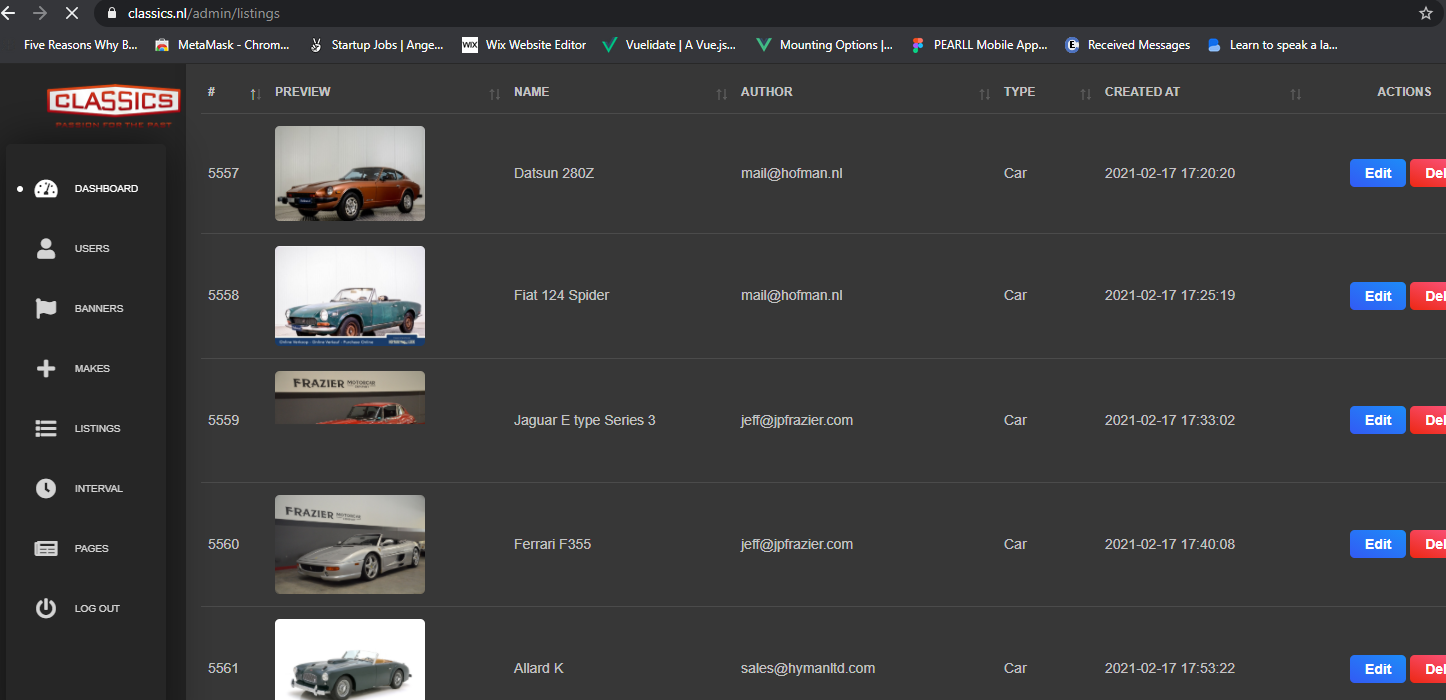 classics.nl/admin/listings
Five Reasons Why B... MetaMask - Chrom... Startup Jobs | Ange... WIX Wix Website Editor Vuelidate | A Vue.js... Mounting Options |... PEARLL Mobile App... E Received Messages Learn to speak a la...
CLASSICS
PASSION FOR THE PAST
DASHBOARD
USERS
BANNERS
MAKES
LISTINGS
INTERVAL
PAGES
LOG OUT
# PREVIEW NAME AUTHOR TYPE CREATED AT ACTIONS
5557 Datsun 280Z mail@hofman.nl Car 2021-02-17 17:20:20 Edit Del
5558 Fiat 124 Spider mail@hofman.nl Car 2021-02-17 17:25:19 Edit Del
FRAZIER MOTORCAR
5559 Jaguar E type Series 3 jeff@jpfrazier.com Car 2021-02-17 17:33:02 Edit Del
FRAZIER MOTORCAR
5560 Ferrari F355 jeff@jpfrazier.com Car 2021-02-17 17:40:08 Edit Del
5561 Allard K sales@hymanltd.com Car 2021-02-17 17:53:22 Edit Del